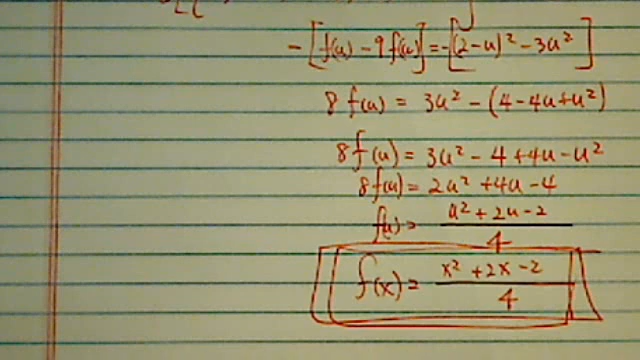 -[f(u) - 9f(u)] = -[(2-u)² - 3u²]
8f(u) = 3u² - (4 - 4u + u²)
8f(u) = 3u² - 4 + 4u - u²
8f(u) = 2u² + 4u - 4
f(u) = u² + 2u - 2 / 4
f(x) = x² + 2x - 2 / 4